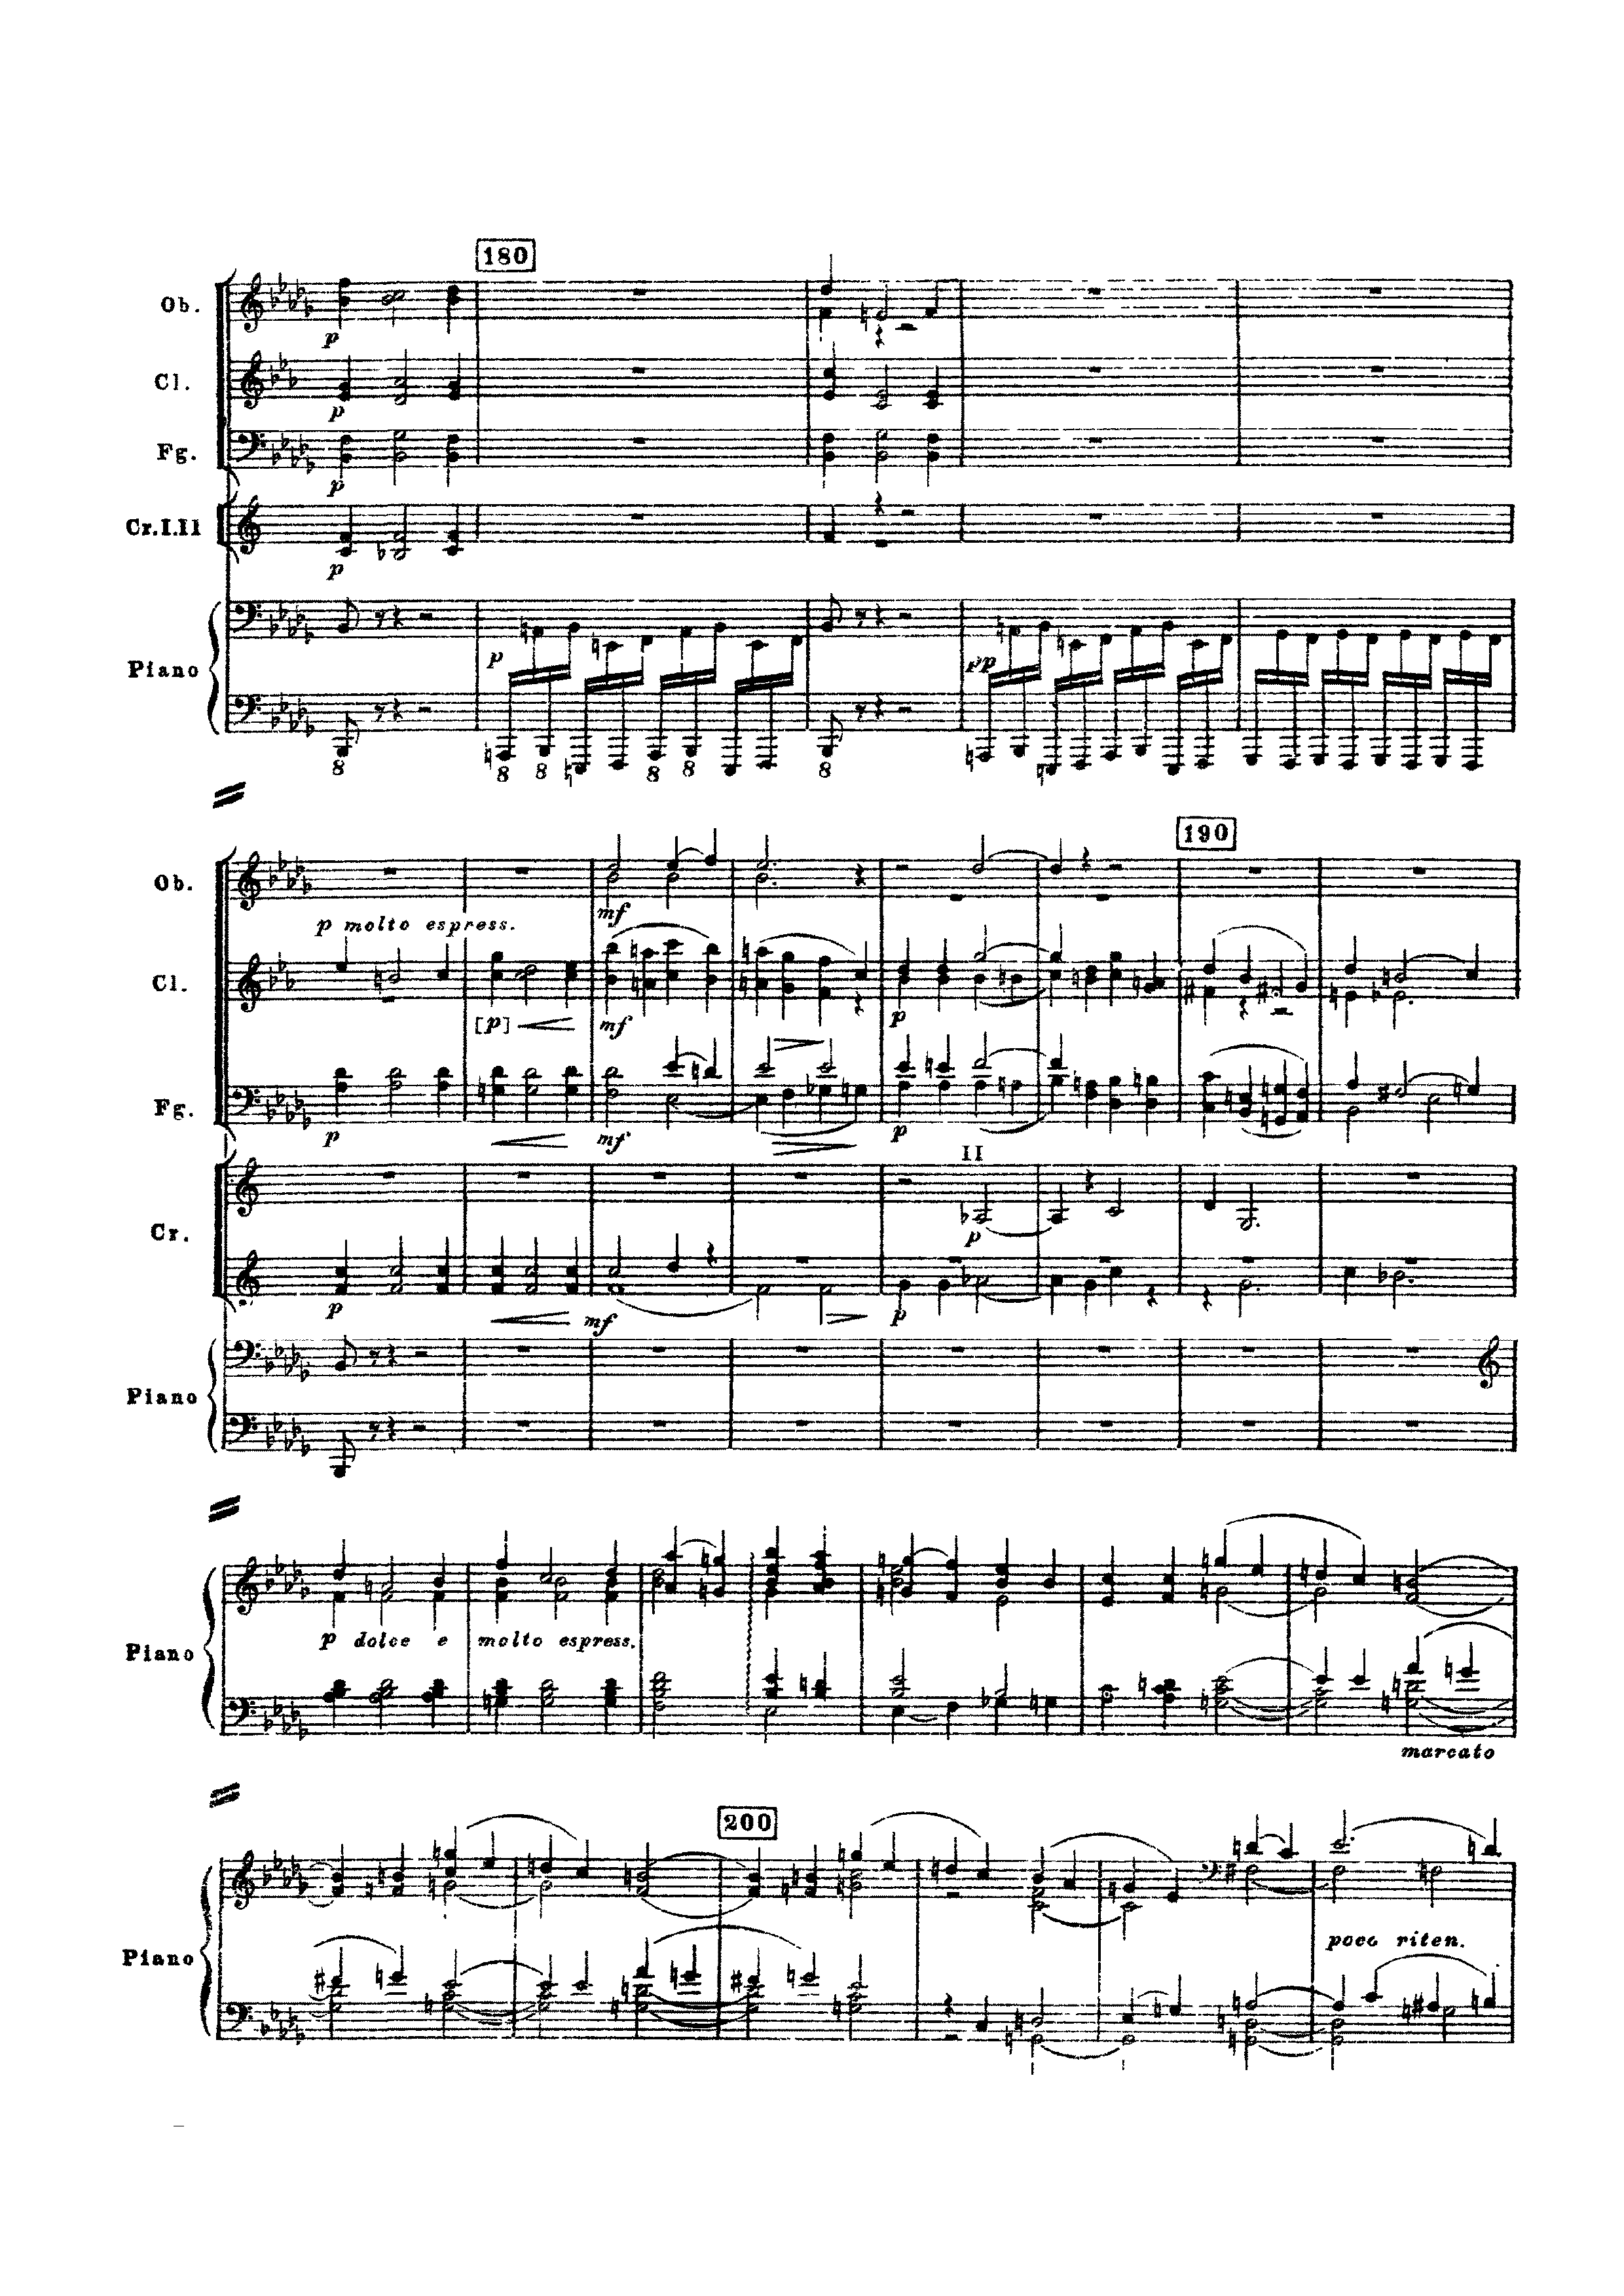 180
Ob.
p
Cl.
p
Fg.
p
Cr.I.II
p
Piano
p
pp
8
8
8
8
8
8
190
Ob.
mf
p molto espress.
Cl.
[p]
mf
p
Fg.
p
mf
p
II
p
Cr.
p
mf
p
Piano
p dolce e molto espress.
Piano
marcato
200
Piano
poco riten.